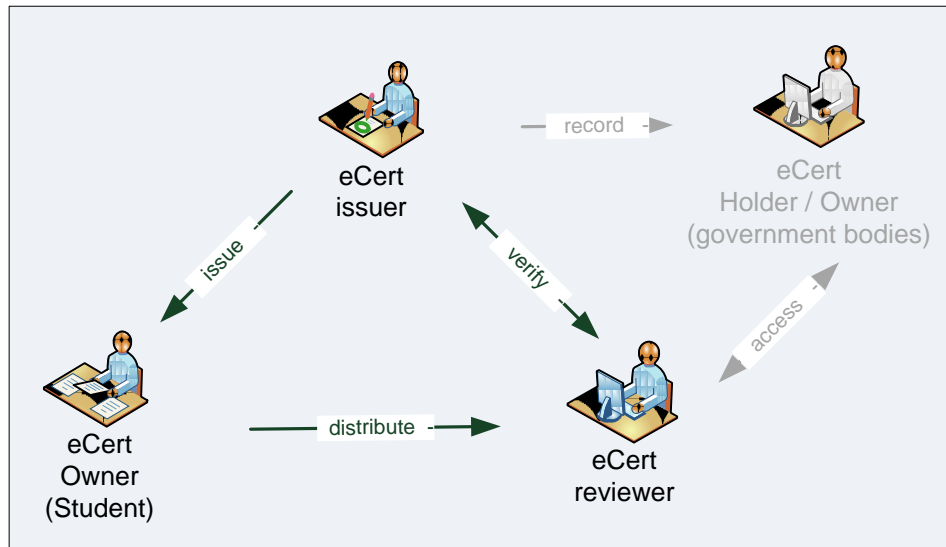 eCert
issuer
record
eCert
Holder / Owner
(government bodies)
issue
verify
access
eCert
Owner
(Student)
distribute
eCert
reviewer